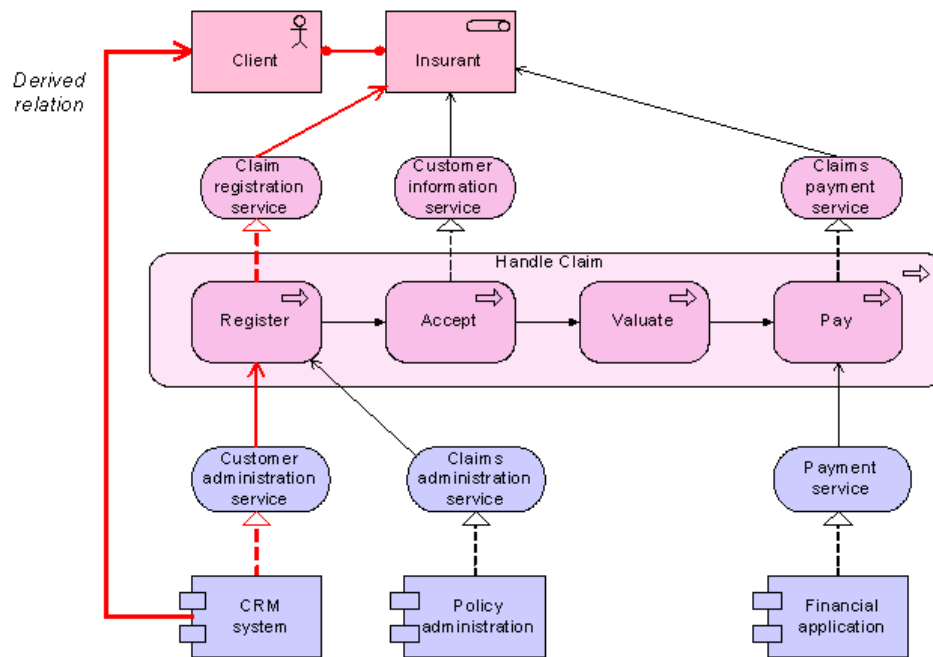 Client
Insurant
Derived
relation
Claim
registration
service
Customer
information
service
Claims
payment
service
Handle Claim
Register
Accept
Valuate
Pay
Customer
administration
service
Claims
administration
service
Payment
service
CRM
system
Policy
administration
Financial
application